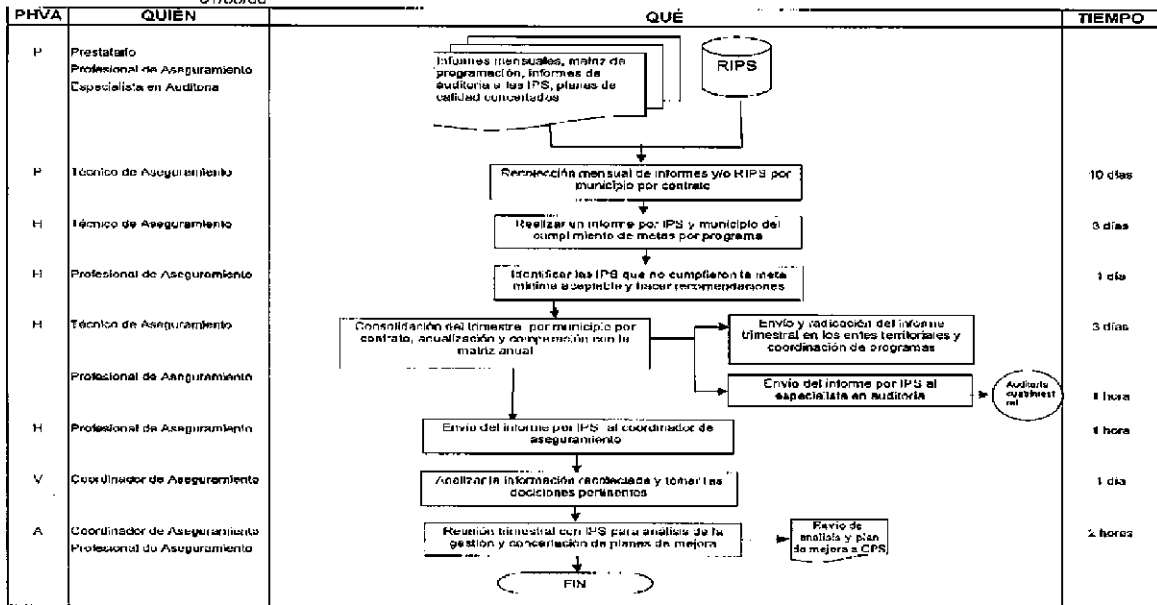 PHVA QUIÉN QUÉ TIEMPO
P Prestatario
Profesional de Aseguramiento
Especialista en Auditoria
Informes mensuales, matriz de
programación, informes de
auditoria a las IPS, planes de
calidad concertados
RIPS
P Técnico de Aseguramiento
Recolección mensual de informes y/o RIPS por
municipio por contrato
10 días
H Técnico de Aseguramiento
Realizar un informe por IPS y municipio del
cumplimiento de metas por programa
3 días
H Profesional de Aseguramiento
Identificar las IPS que no cumplieron la meta
mínima aceptable y hacer recomendaciones
1 día
H Técnico de Aseguramiento
Consolidación del trimestre por municipio por
contrato, anualización y comparación con la
matriz anual
Envío y radicación del informe
trimestral en los entes territoriales y
coordinación de programas
3 días
Profesional de Aseguramiento
Envío del informe por IPS al
especialista en auditoria
Auditoria
cuatrimest
ral
1 hora
H Profesional de Aseguramiento
Envío del informe por IPS al coordinador de
aseguramiento
1 hora
V Coordinador de Aseguramiento
Analizar la información recolectada y tomar las
decisiones pertinentes
1 día
A Coordinador de Aseguramiento
Profesional de Aseguramiento
Reunión trimestral con IPS para análisis de la
gestión y concertación de planes de mejora
Envío de
análisis y plan
de mejora a CPS
2 horas
FIN